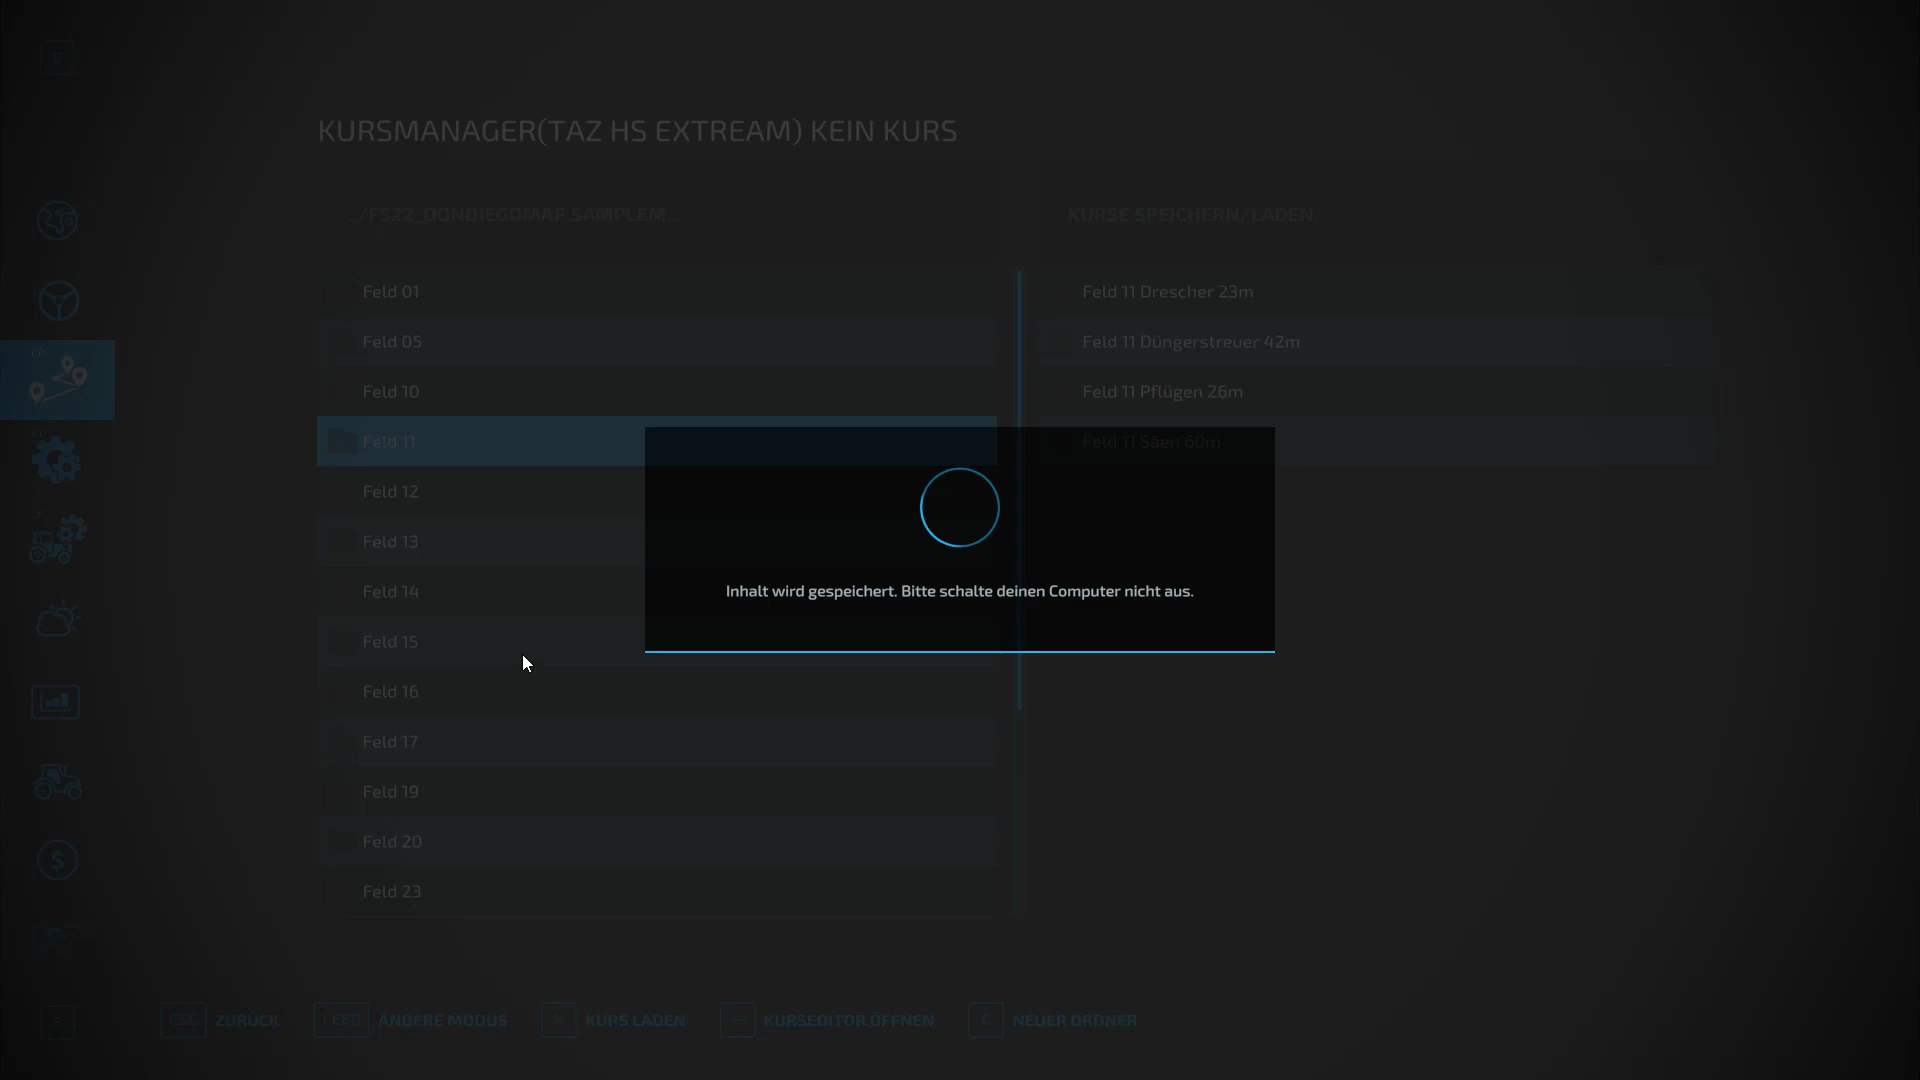 KURSMANAGER(TAZ HS EXTREAM) KEIN KURS
../FS22_DONDIEGOMAP.SAMPLEM...
KURSE SPEICHERN/LADEN.
Feld 01
Feld 05
Feld 10
Feld 11
Feld 12
Feld 13
Feld 14
Feld 15
Feld 16
Feld 17
Feld 19
Feld 20
Feld 23
Feld 11 Drescher 23m
Feld 11 Düngerstreuer 42m
Feld 11 Pflügen 26m
Feld 11 Säen 60m
Inhalt wird gespeichert. Bitte schalte deinen Computer nicht aus.
ESC ZURÜCK LEER ÄNDERE MODUS X KURS LADEN KURSEDITOR ÖFFNEN C NEUER ORDNER